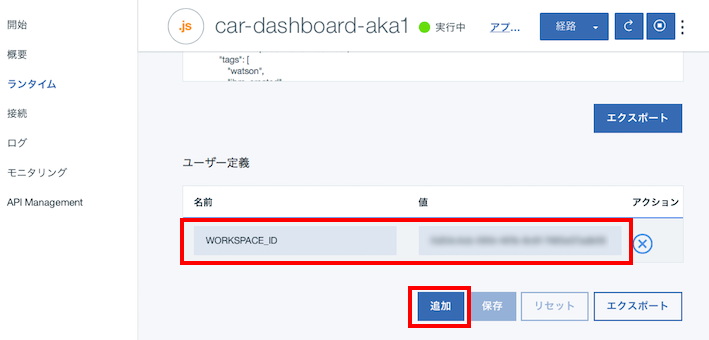 開始
概要
ランタイム
接続
ログ
モニタリング
API Management
.js
car-dashboard-aka1
実行中
アプ...
経路
"tags": [
"watson",
エクスポート
ユーザー定義
名前
値
アクション
WORKSPACE_ID
追加
保存
リセット
エクスポート